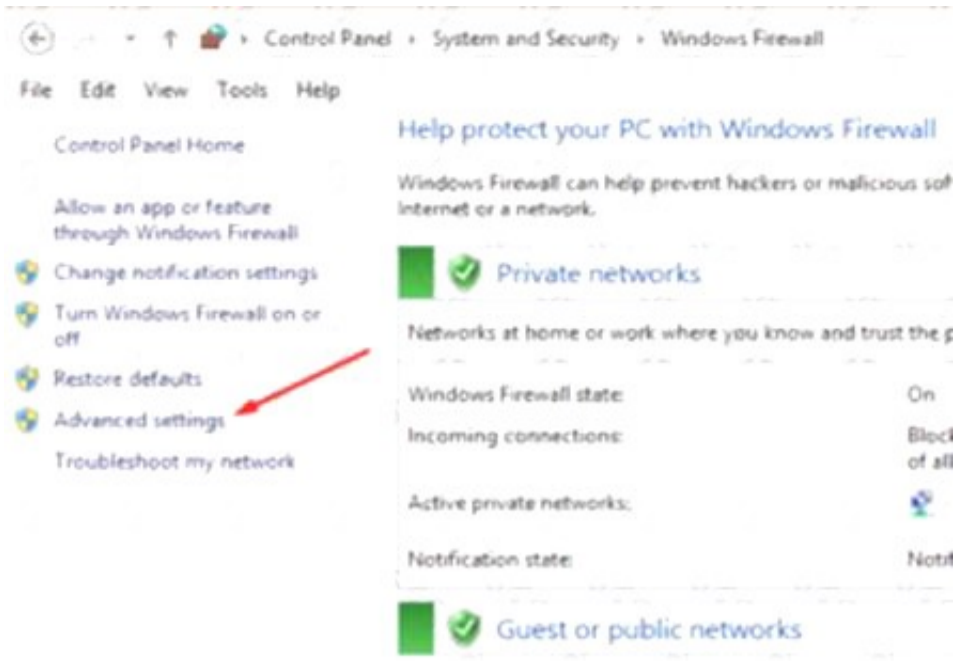 Control Panel › System and Security › Windows Firewall
File Edit View Tools Help
Control Panel Home
Allow an app or feature
through Windows Firewall
Change notification settings
Turn Windows Firewall on or
off
Restore defaults
Advanced settings
Troubleshoot my network
Help protect your PC with Windows Firewall
Windows Firewall can help prevent hackers or malicious sof
Internet or a network.
Private networks
Networks at home or work where you know and trust the p
Windows Firewall state: On
Incoming connections: Block
of all
Active private networks:
Notification state: Notif
Guest or public networks